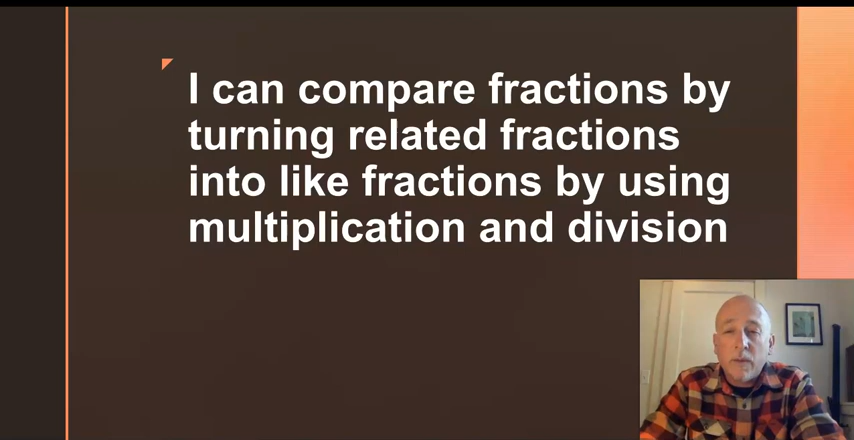 I can compare fractions by
turning related fractions
into like fractions by using
multiplication and division